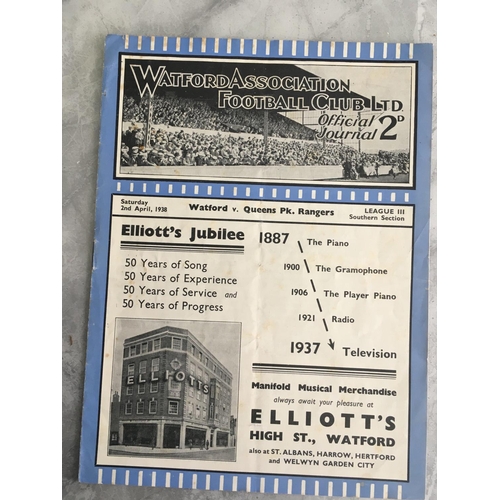 WATFORD ASSOCIATION
FOOTBALL CLUB LTD.
Official
Journal 2D
Saturday
2nd April, 1938
Watford v. Queens Pk. Rangers
LEAGUE III
Southern Section
Elliott's Jubilee
50 Years of Song
50 Years of Experience
50 Years of Service and
50 Years of Progress
1887 The Piano
1900 The Gramophone
1906 The Player Piano
1921 Radio
1937 Television
ELLIOTT'S
Manifold Musical Merchandise
always await your pleasure at
ELLIOTT'S
HIGH ST., WATFORD
also at ST. ALBANS, HARROW, HERTFORD
and WELWYN GARDEN CITY